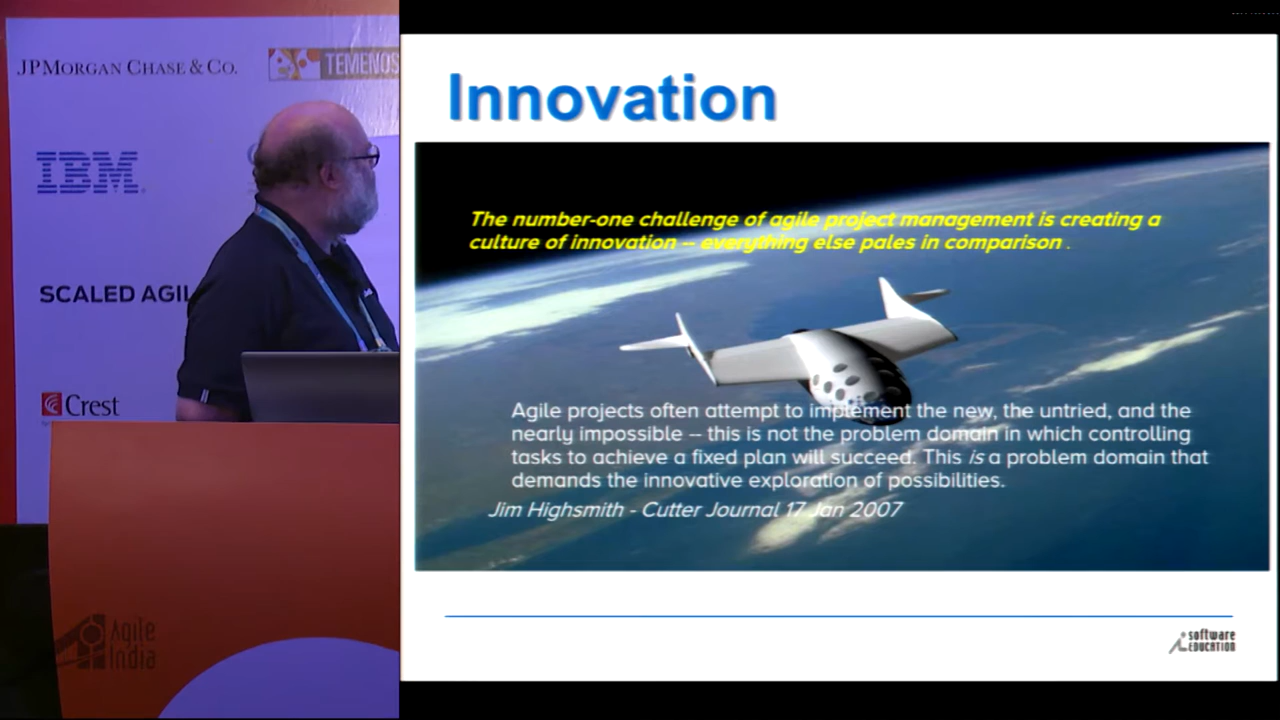 JPMORGAN CHASE & CO.
TEMENOS
IBM
SCALED AGIL
Crest
Agile
India
Innovation
The number-one challenge of agile project management is creating a
culture of innovation -- everything else pales in comparison .
Agile projects often attempt to implement the new, the untried, and the
nearly impossible -- this is not the problem domain in which controlling
tasks to achieve a fixed plan will succeed. This is a problem domain that
demands the innovative exploration of possibilities.
Jim Highsmith - Cutter Journal 17 Jan 2007
software
EDUCATION